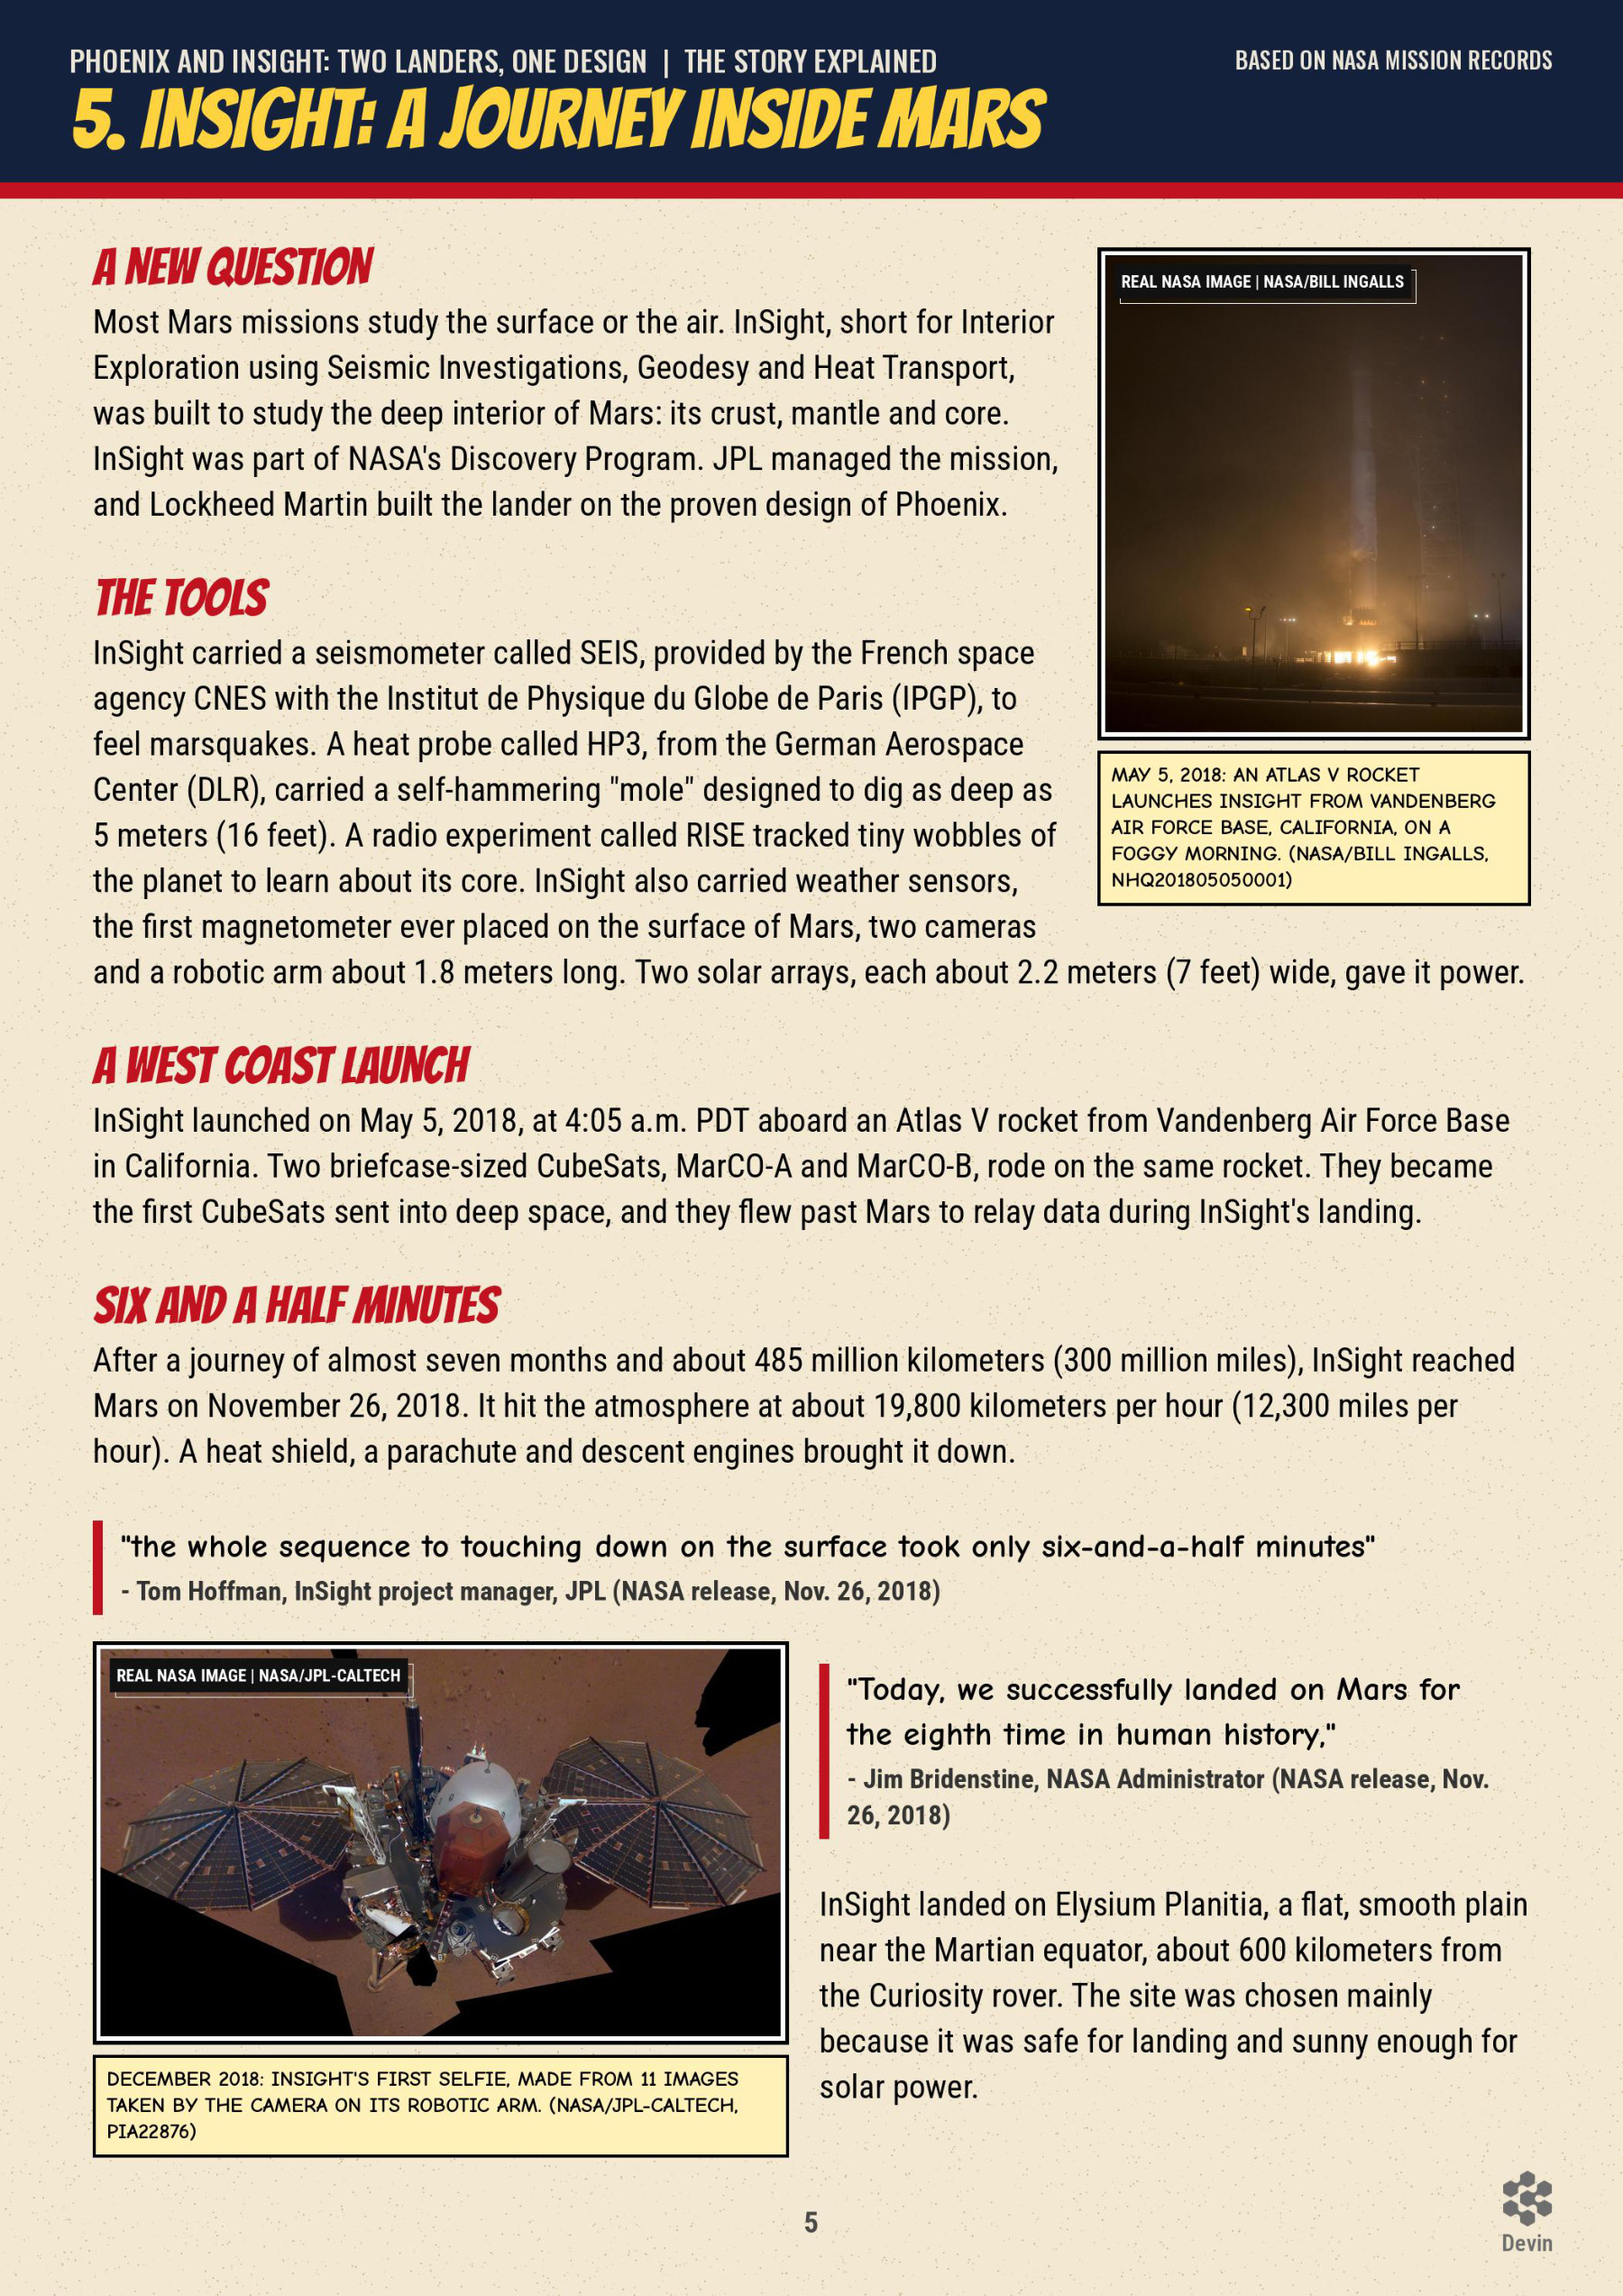 PHOENIX AND INSIGHT: TWO LANDERS, ONE DESIGN | THE STORY EXPLAINED
BASED ON NASA MISSION RECORDS
5. INSIGHT: A JOURNEY INSIDE MARS
A NEW QUESTION
Most Mars missions study the surface or the air. InSight, short for Interior
Exploration using Seismic Investigations, Geodesy and Heat Transport,
was built to study the deep interior of Mars: its crust, mantle and core.
InSight was part of NASA's Discovery Program. JPL managed the mission,
and Lockheed Martin built the lander on the proven design of Phoenix.
REAL NASA IMAGE | NASA/BILL INGALLS
MAY 5, 2018: AN ATLAS V ROCKET
LAUNCHES INSIGHT FROM VANDENBERG
AIR FORCE BASE, CALIFORNIA, ON A
FOGGY MORNING. (NASA/BILL INGALLS,
NHQ201805050001)
THE TOOLS
InSight carried a seismometer called SEIS, provided by the French space
agency CNES with the Institut de Physique du Globe de Paris (IPGP), to
feel marsquakes. A heat probe called HP3, from the German Aerospace
Center (DLR), carried a self-hammering "mole" designed to dig as deep as
5 meters (16 feet). A radio experiment called RISE tracked tiny wobbles of
the planet to learn about its core. InSight also carried weather sensors,
the first magnetometer ever placed on the surface of Mars, two cameras
and a robotic arm about 1.8 meters long. Two solar arrays, each about 2.2 meters (7 feet) wide, gave it power.
A WEST COAST LAUNCH
InSight launched on May 5, 2018, at 4:05 a.m. PDT aboard an Atlas V rocket from Vandenberg Air Force Base
in California. Two briefcase-sized CubeSats, MarCO-A and MarCO-B, rode on the same rocket. They became
the first CubeSats sent into deep space, and they flew past Mars to relay data during InSight's landing.
SIX AND A HALF MINUTES
After a journey of almost seven months and about 485 million kilometers (300 million miles), InSight reached
Mars on November 26, 2018. It hit the atmosphere at about 19,800 kilometers per hour (12,300 miles per
hour). A heat shield, a parachute and descent engines brought it down.
"the whole sequence to touching down on the surface took only six-and-a-half minutes"
- Tom Hoffman, InSight project manager, JPL (NASA release, Nov. 26, 2018)
REAL NASA IMAGE | NASA/JPL-CALTECH
DECEMBER 2018: INSIGHT'S FIRST SELFIE, MADE FROM 11 IMAGES
TAKEN BY THE CAMERA ON ITS ROBOTIC ARM. (NASA/JPL-CALTECH,
PIA22876)
"Today, we successfully landed on Mars for
the eighth time in human history,"
- Jim Bridenstine, NASA Administrator (NASA release, Nov.
26, 2018)
InSight landed on Elysium Planitia, a flat, smooth plain
near the Martian equator, about 600 kilometers from
the Curiosity rover. The site was chosen mainly
because it was safe for landing and sunny enough for
solar power.
5
Devin